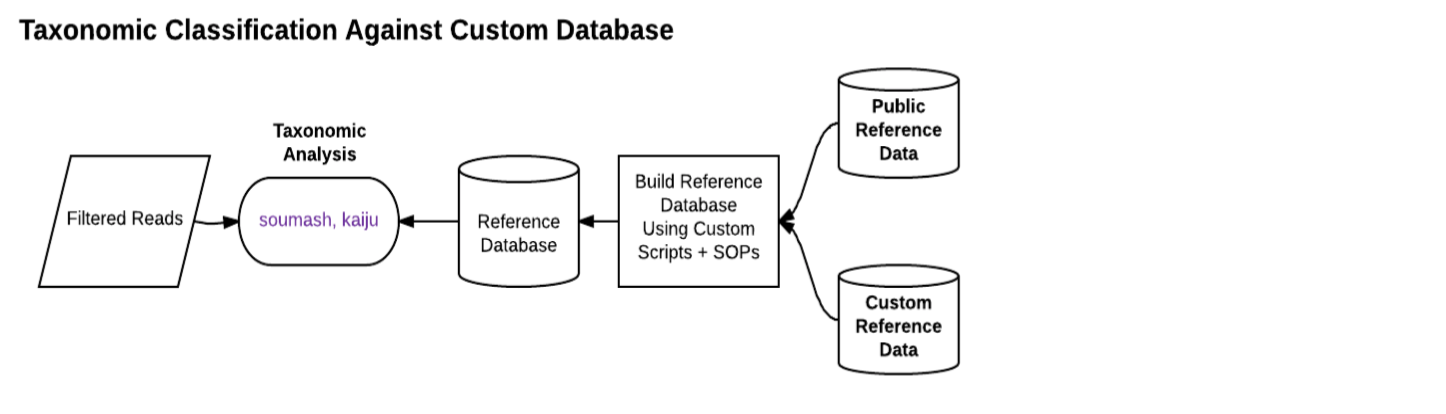 Taxonomic Classification Against Custom Database
Taxonomic
Analysis
Filtered Reads
soumash, kaiju
Reference
Database
Build Reference
Database
Using Custom
Scripts + SOPs
Public
Reference
Data
Custom
Reference
Data